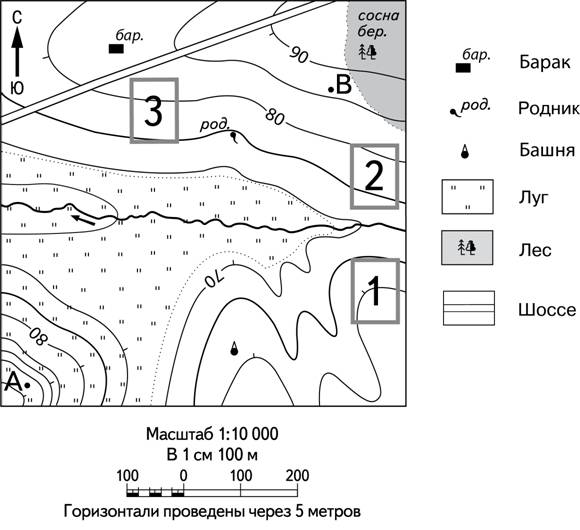 С
Ю
бар.
сосна
бер.
90
В
3
80
род.
2
70
1
80
А
бар. Барак
род. Родник
Башня
Луг
Лес
Шоссе
Масштаб 1:10 000
В 1 см 100 м
100 0 100 200
Горизонтали проведены через 5 метров